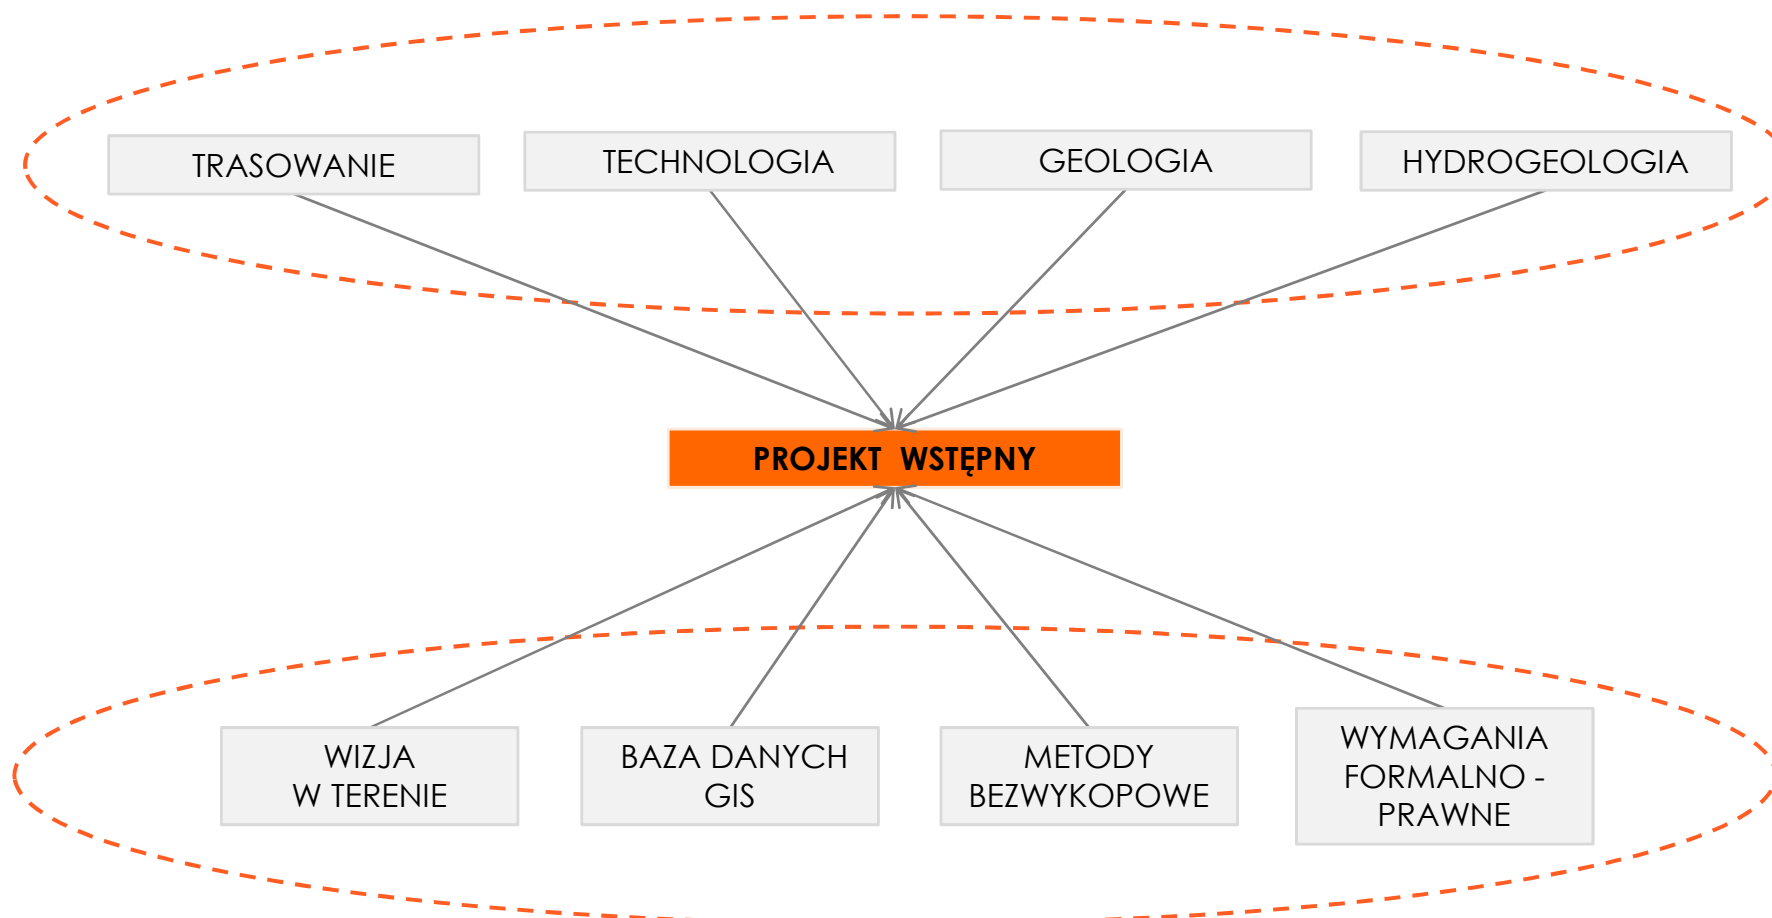 TRASOWANIE
TECHNOLOGIA
GEOLOGIA
HYDROGEOLOGIA
PROJEKT WSTĘPNY
WIZJA
W TERENIE
BAZA DANYCH
GIS
METODY
BEZWYKOPOWE
WYMAGANIA
FORMALNO -
PRAWNE